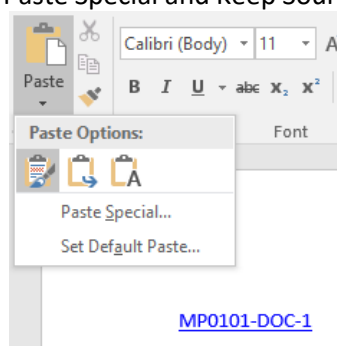 Paste Special and Keep Sour
Calibri (Body) 11 A
Paste
B I U abc X₂ X²
Paste Options:
Font
A
Paste Special...
Set Default Paste...
MP0101-DOC-1